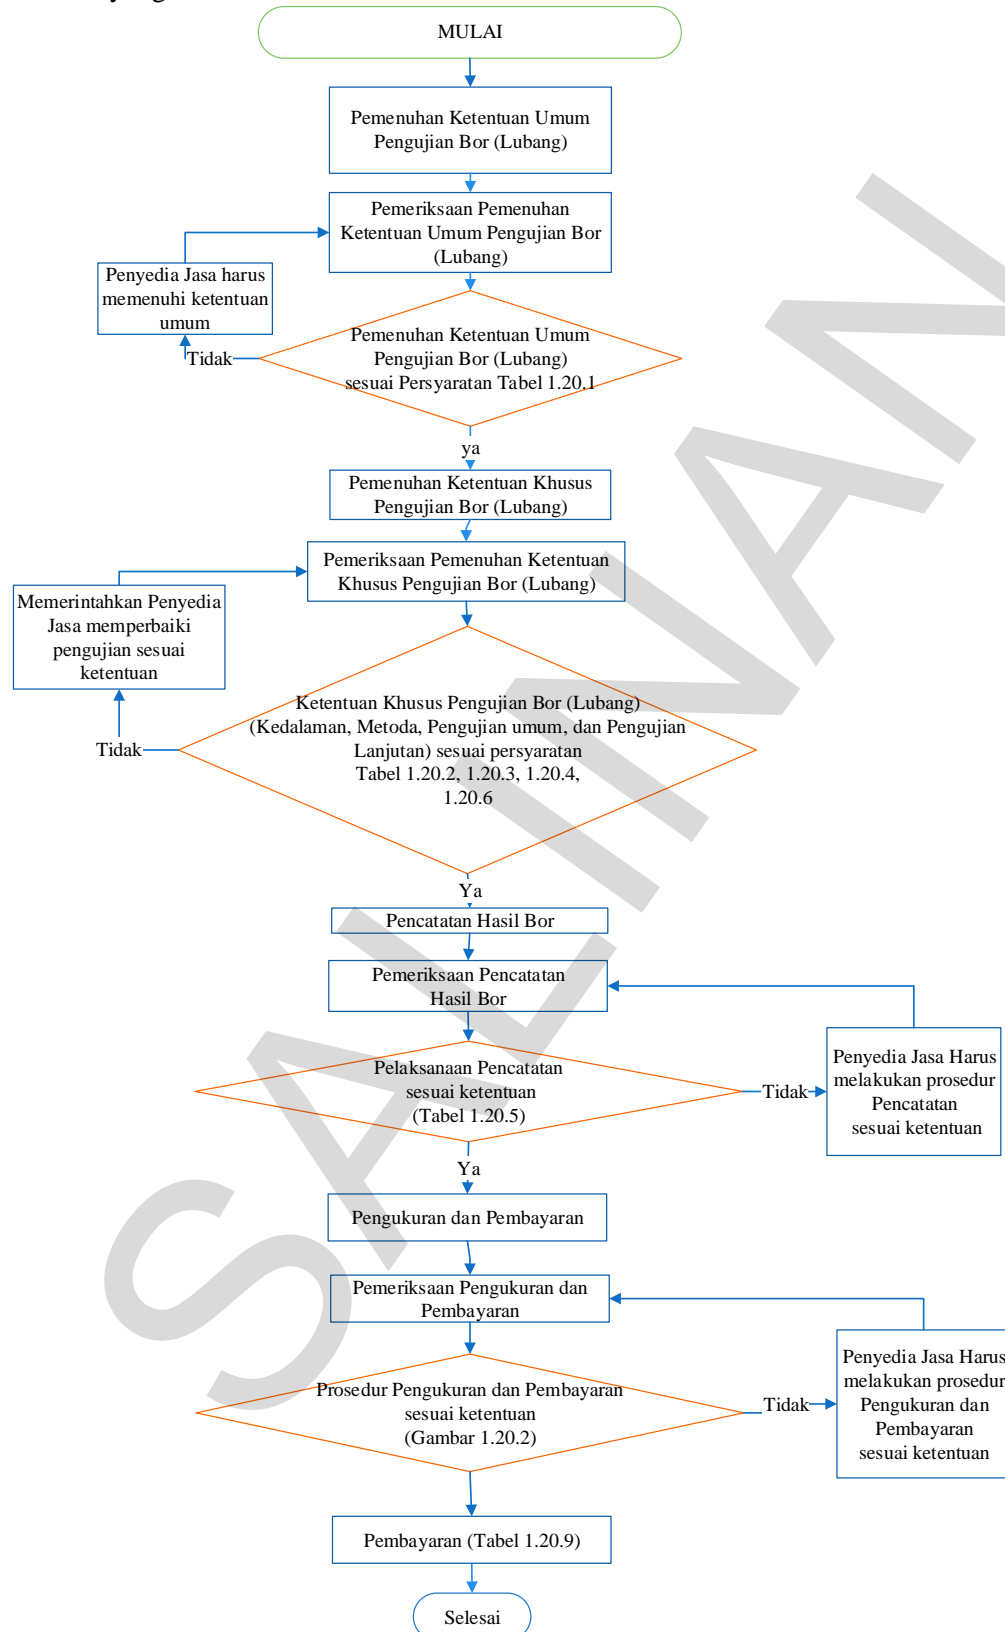 MULAI
Pemenuhan Ketentuan Umum
Pengujian Bor (Lubang)
Pemeriksaan Pemenuhan
Ketentuan Umum Pengujian Bor
(Lubang)
Penyedia Jasa harus
memenuhi ketentuan
umum
Pemenuhan Ketentuan Umum
Pengujian Bor (Lubang)
sesuai Persyaratan Tabel 1.20.1
Tidak
ya
Pemenuhan Ketentuan Khusus
Pengujian Bor (Lubang)
Pemeriksaan Pemenuhan Ketentuan
Khusus Pengujian Bor (Lubang)
Memerintahkan Penyedia
Jasa memperbaiki
pengujian sesuai
ketentuan
Ketentuan Khusus Pengujian Bor (Lubang)
(Kedalaman, Metoda, Pengujian umum, dan Pengujian
Lanjutan) sesuai persyaratan
Tabel 1.20.2, 1.20.3, 1.20.4,
1.20.6
Tidak
Ya
Pencatatan Hasil Bor
Pemeriksaan Pencatatan
Hasil Bor
Pelaksanaan Pencatatan
sesuai ketentuan
(Tabel 1.20.5)
Tidak
Penyedia Jasa Harus
melakukan prosedur
Pencatatan
sesuai ketentuan
Ya
Pengukuran dan Pembayaran
Pemeriksaan Pengukuran dan
Pembayaran
Prosedur Pengukuran dan Pembayaran
sesuai ketentuan
(Gambar 1.20.2)
Tidak
Penyedia Jasa Harus
melakukan prosedur
Pengukuran dan
Pembayaran
sesuai ketentuan
Pembayaran (Tabel 1.20.9)
Selesai
SALINAN